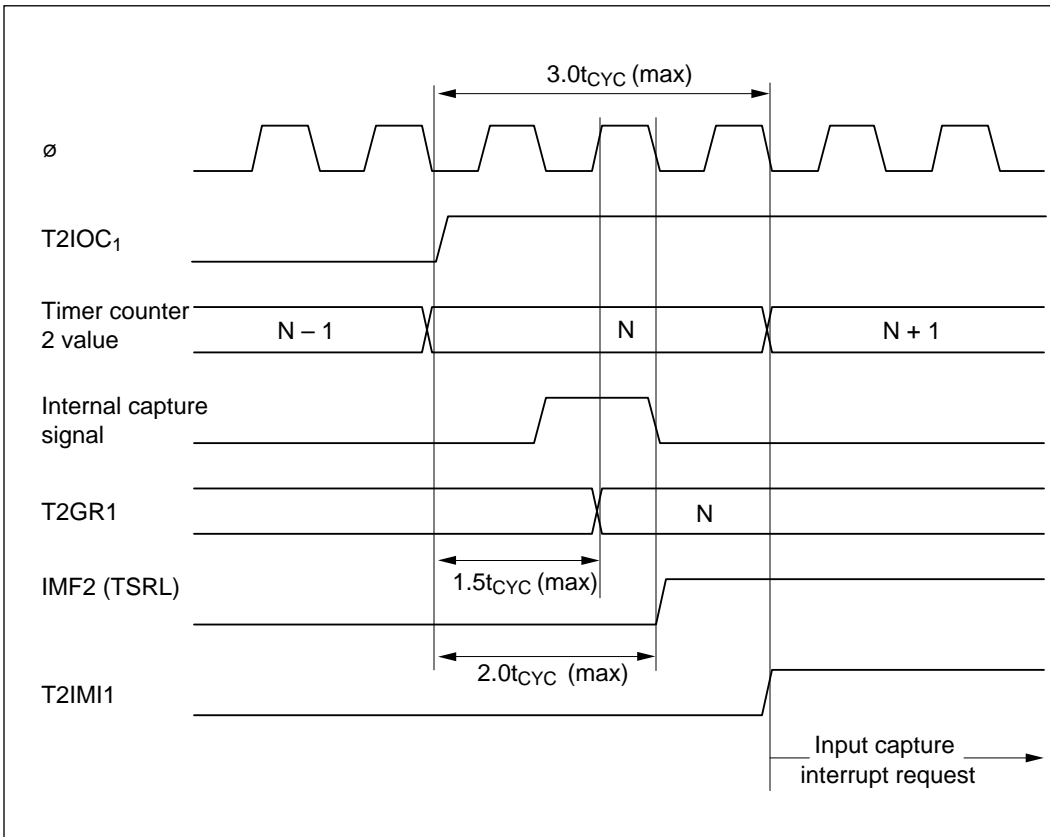 3.0tCYC (max)
ø
T2IOC1
Timer counter
2 value
N – 1
N
N + 1
Internal capture
signal
T2GR1
N
1.5tCYC (max)
IMF2 (TSRL)
2.0tCYC (max)
T2IMI1
Input capture
interrupt request